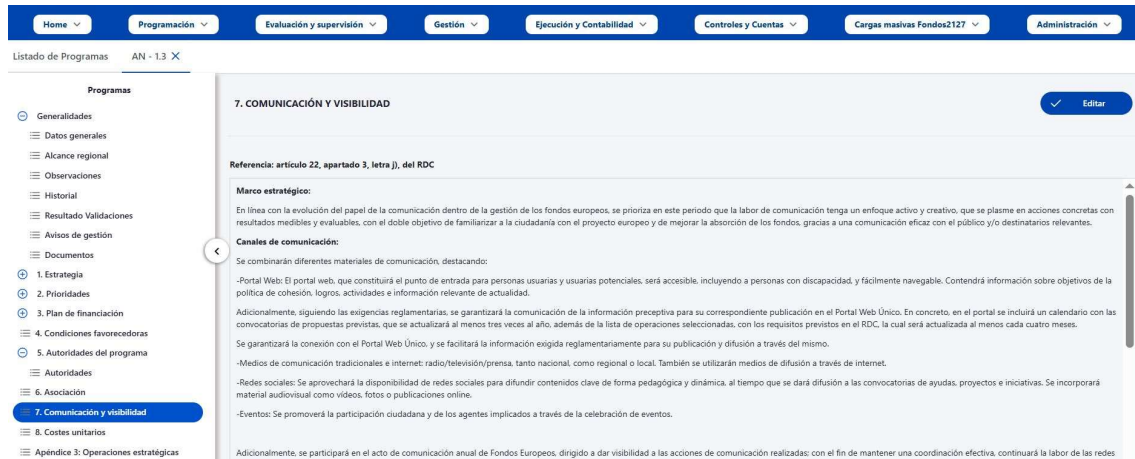 Home
Programación
Evaluación y supervisión
Gestión
Ejecución y Contabilidad
Controles y Cuentas
Cargas masivas Fondos2127
Administración
Listado de Programas
AN - 1.3
Programas
Generalidades
Datos generales
Alcance regional
Observaciones
Historial
Resultado Validaciones
Avisos de gestión
Documentos
1. Estrategia
2. Prioridades
3. Plan de financiación
4. Condiciones favorecedoras
5. Autoridades del programa
Autoridades
6. Asociación
7. Comunicación y visibilidad
8. Costes unitarios
Apéndice 3: Operaciones estratégicas
7. COMUNICACIÓN Y VISIBILIDAD
Editar
Referencia: artículo 22, apartado 3, letra j), del RDC
Marco estratégico:
En línea con la evolución del papel de la comunicación dentro de la gestión de los fondos europeos, se prioriza en este periodo que la labor de comunicación tenga un enfoque activo y creativo, que se plasme en acciones concretas con
resultados medibles y evaluables, con el doble objetivo de familiarizar a la ciudadanía con el proyecto europeo y de mejorar la absorción de los fondos, gracias a una comunicación eficaz con el público y/o destinatarios relevantes.
Canales de comunicación:
Se combinarán diferentes materiales de comunicación, destacando:
-Portal Web: El portal web, que constituirá el punto de entrada para personas usuarias y usuarias potenciales, será accesible, incluyendo a personas con discapacidad, y fácilmente navegable. Contendrá información sobre objetivos de la
política de cohesión, logros, actividades e información relevante de actualidad.
Adicionalmente, siguiendo las exigencias reglamentarias, se garantizará la comunicación de la información preceptiva para su correspondiente publicación en el Portal Web Único. En concreto, en el portal se incluirá un calendario con las
convocatorias de propuestas previstas, que se actualizará al menos tres veces al año, además de la lista de operaciones seleccionadas, con los requisitos previstos en el RDC, la cual será actualizada al menos cada cuatro meses.
Se garantizará la conexión con el Portal Web Único, y se facilitará la información exigida reglamentariamente para su publicación y difusión a través del mismo.
-Medios de comunicación tradicionales e internet: radio/televisión/prensa, tanto nacional, como regional o local. También se utilizarán medios de difusión a través de internet.
-Redes sociales: Se aprovechará la disponibilidad de redes sociales para difundir contenidos clave de forma pedagógica y dinámica, al tiempo que se dará difusión a las convocatorias de ayudas, proyectos e iniciativas. Se incorporará
material audiovisual como vídeos, fotos o publicaciones online.
-Eventos: Se promoverá la participación ciudadana y de los agentes implicados a través de la celebración de eventos.
Adicionalmente, se participará en el acto de comunicación anual de Fondos Europeos, dirigido a dar visibilidad a las acciones de comunicación realizadas; con el fin de mantener una coordinación efectiva, continuará la labor de las redes